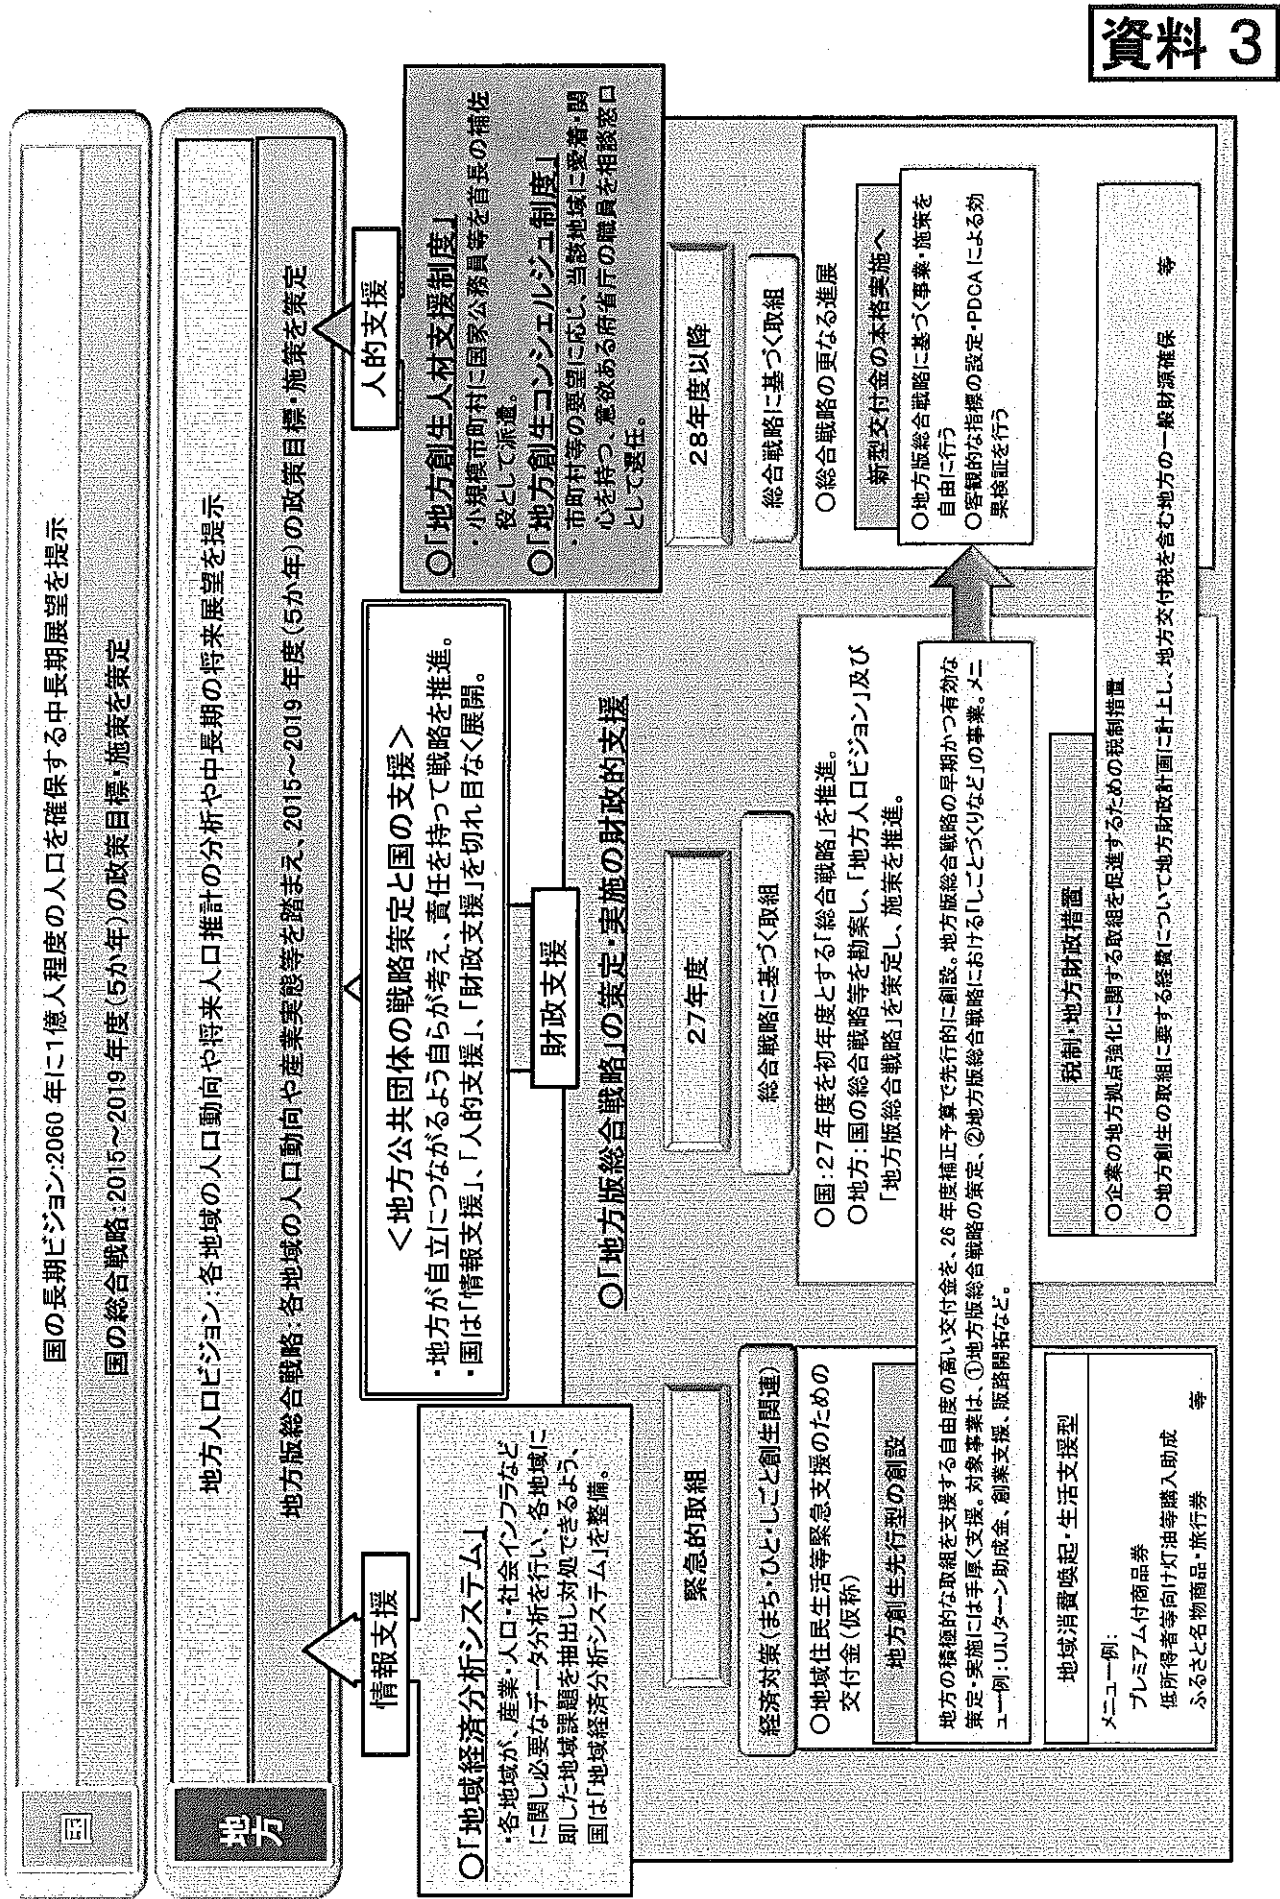 資料 3
国
国の長期ビジョン:2060 年に1億人程度の人口を確保する中長期展望を提示
国の総合戦略:2015～2019 年度(5か年)の政策目標・施策を策定
地方
地方人口ビジョン:各地域の人口動向や将来人口推計の分析や中長期の将来展望を提示
地方版総合戦略:各地域の人口動向や産業実態等を踏まえ、2015～2019 年度(5か年)の政策目標・施策を策定
情報支援
○「地域経済分析システム」
・各地域が、産業・人口・社会インフラなど
に関し必要なデータ分析を行い、各地域に
即した地域課題を抽出し対処できるよう、
国は「地域経済分析システム」を整備。
<地方公共団体の戦略策定と国の支援>
・地方が自立につながるよう自らが考え、責任を持って戦略を推進。
・国は「情報支援」、「人的支援」、「財政支援」を切れ目なく展開。
人的支援
○「地方創生人材支援制度」
・小規模市町村に国家公務員等を首長の補佐
役として派遣。
○「地方創生コンシェルジュ制度」
・市町村等の要望に応じ、当該地域に愛着・関
心を持つ、意欲ある府省庁の職員を相談窓口
として選任。
財政支援
○「地方版総合戦略」の策定・実施の財政的支援
緊急的取組
経済対策(まち・ひと・しごと創生関連)
○地域住民生活等緊急支援のための
交付金(仮称)
地方創生先行型の創設
地方の積極的な取組を支援する自由度の高い交付金を、26 年度補正予算で先行的に創設。地方版総合戦略の早期かつ有効な
策定・実施には手厚く支援。対象事業は、①地方版総合戦略の策定、②地方版総合戦略における「しごとづくりなど」の事業。メニ
ュー例:UIJターン助成金、創業支援、販路開拓など。
地域消費喚起・生活支援型
メニュー例:
プレミアム付商品券
低所得者等向け灯油等購入助成
ふるさと名物商品・旅行券 等
27年度
総合戦略に基づく取組
○国:27年度を初年度とする「総合戦略」を推進。
○地方:国の総合戦略等を勘案し、「地方人口ビジョン」及び
「地方版総合戦略」を策定し、施策を推進。
28年度以降
総合戦略に基づく取組
○総合戦略の更なる進展
新型交付金の本格実施へ
○地方版総合戦略に基づく事業・施策を
自由に行う
○客観的な指標の設定・PDCA による効
果検証を行う
税制・地方財政措置
○企業の地方拠点強化に関する取組を促進するための税制措置
○地方創生の取組に要する経費について地方財政計画に計上し、地方交付税を含む地方の一般財源確保 等